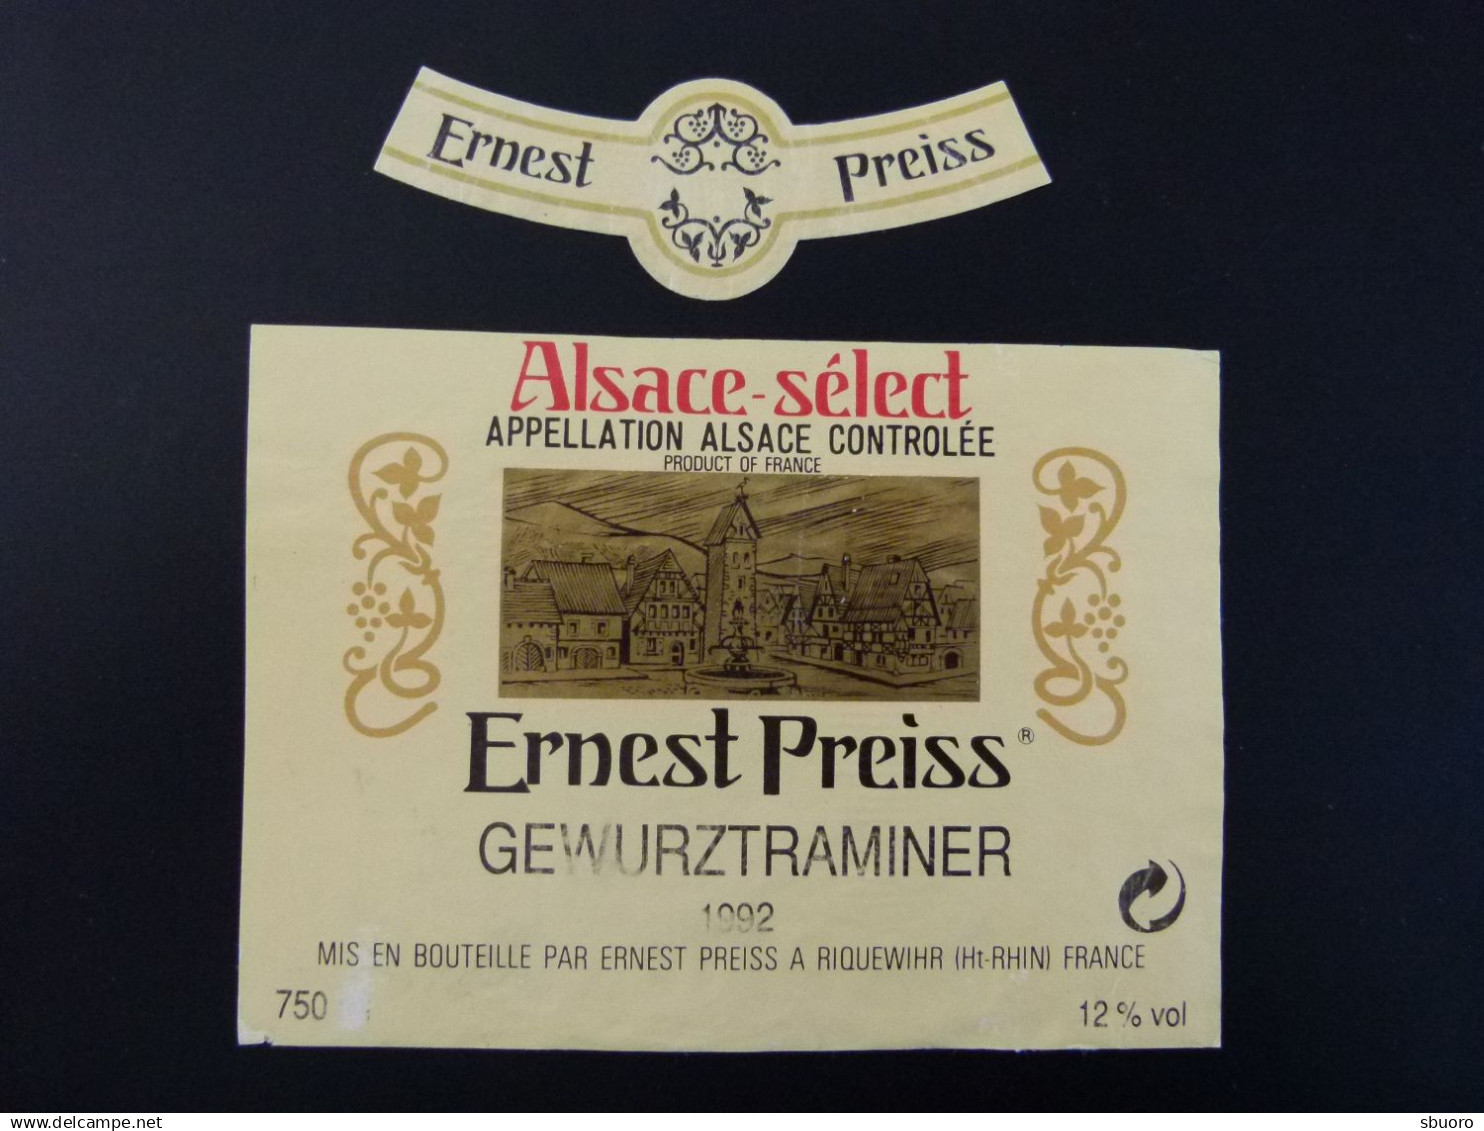 Ernest Preiss
Alsace-sélect
APPELLATION ALSACE CONTROLÉE
PRODUCT OF FRANCE
Ernest Preiss ®
GEWURZTRAMINER
1992
MIS EN BOUTEILLE PAR ERNEST PREISS A RIQUEWIHR (Ht-RHIN) FRANCE
750
12 % vol
delcampe.net
sbuoro